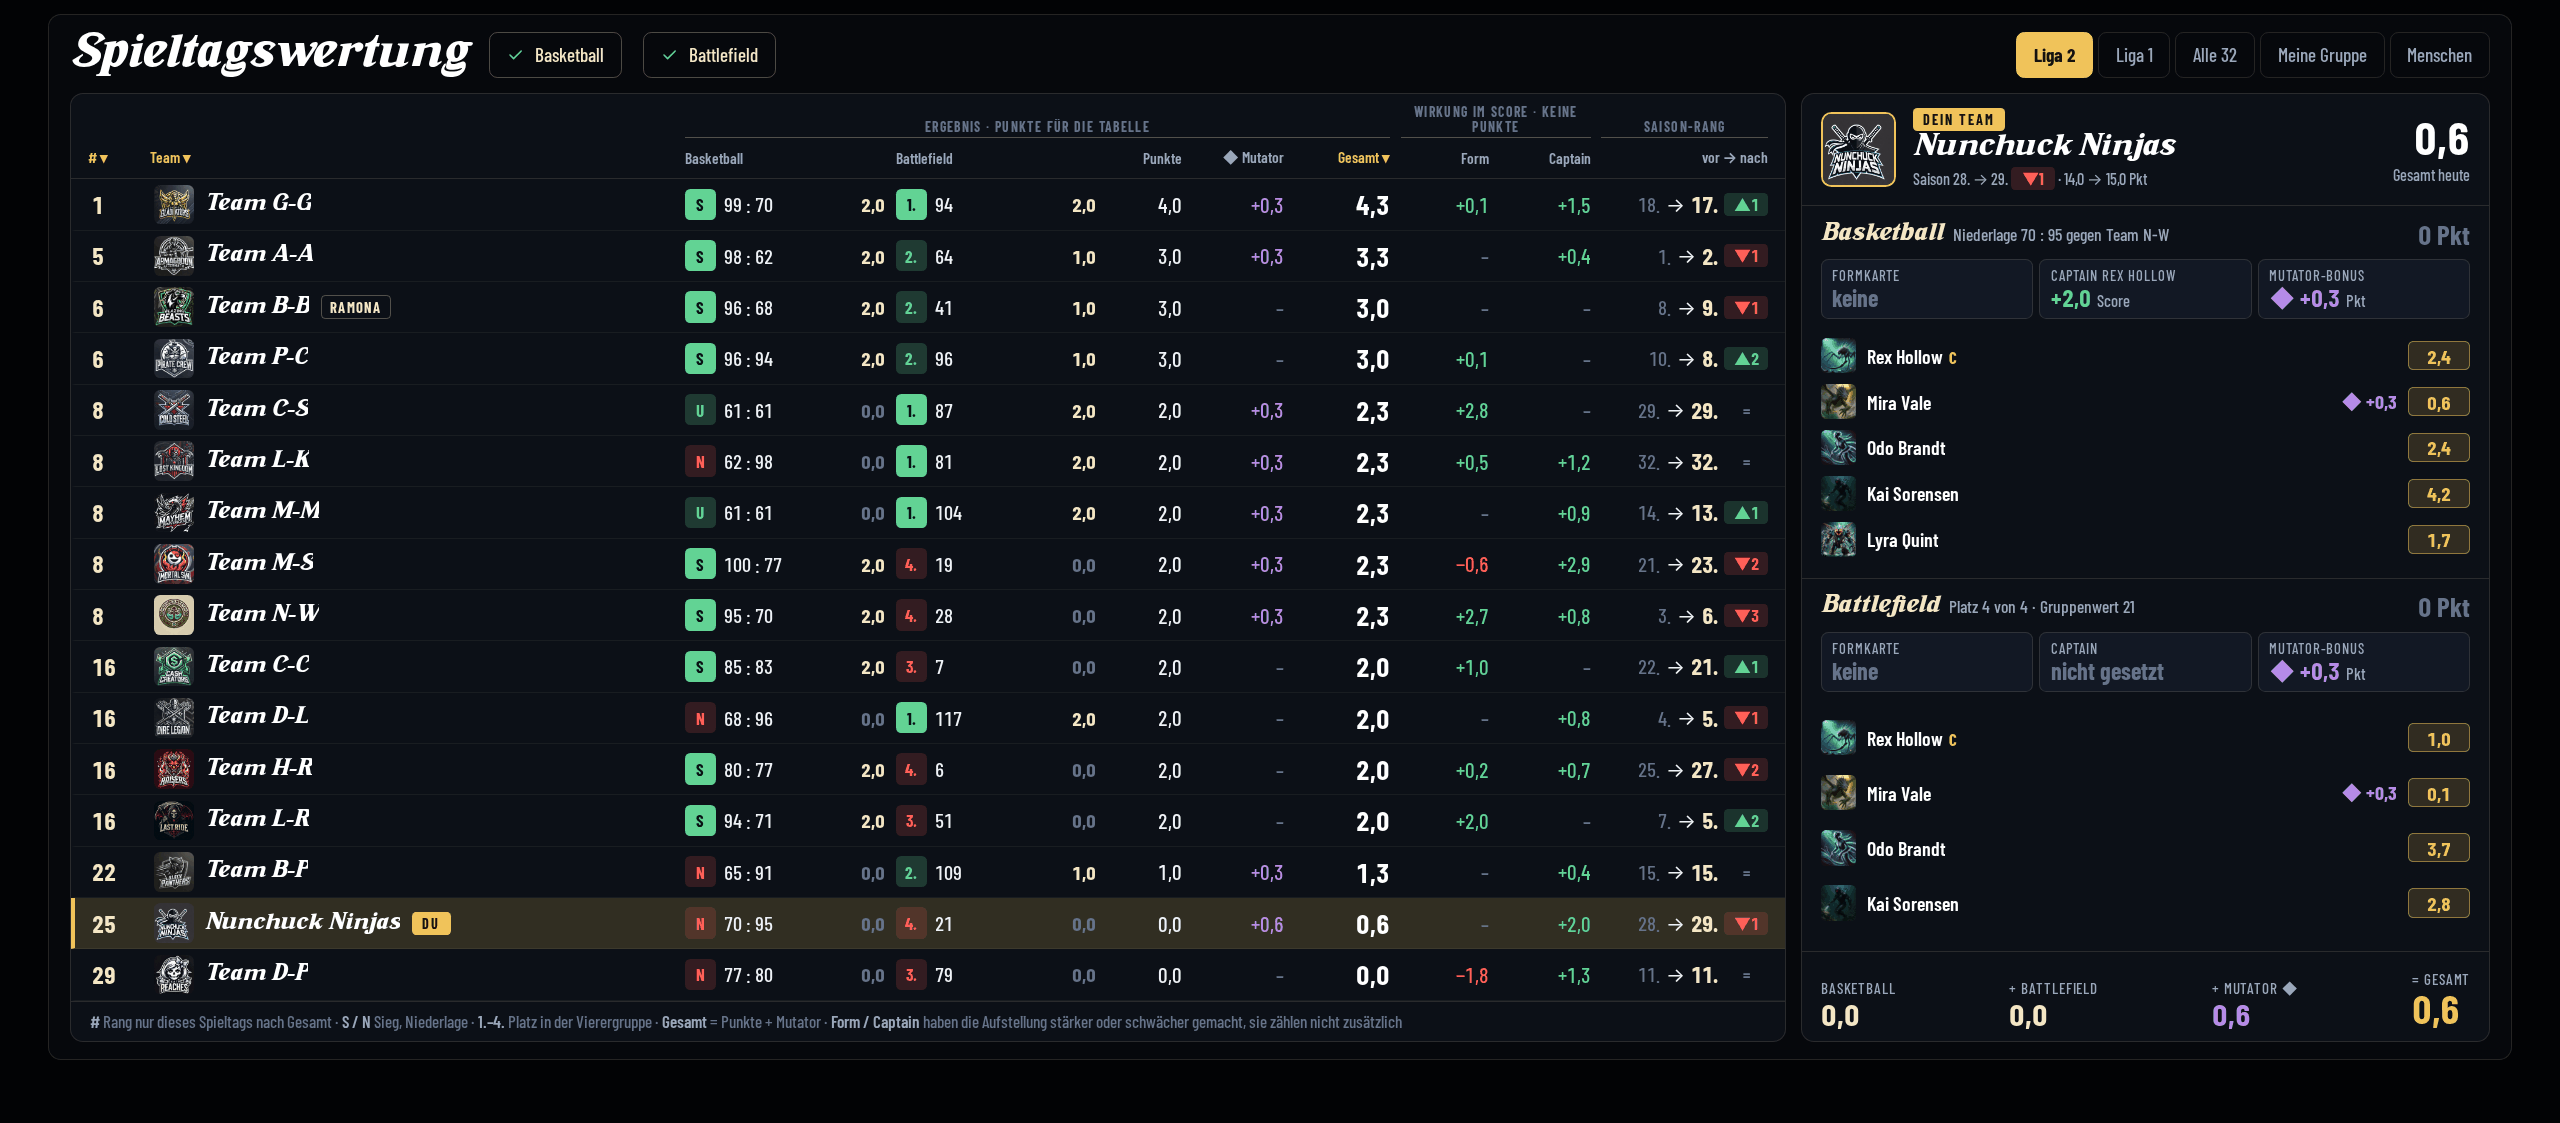 Spieltagswertung ✓ Basketball ✓ Battlefield Liga 2 Liga 1 Alle 32 Meine Gruppe Menschen
ERGEBNIS · PUNKTE FÜR DIE TABELLE WIRKUNG IM SCORE · KEINE PUNKTE SAISON-RANG
#▼ Team▼ Basketball Battlefield Punkte ◆ Mutator Gesamt▼ Form Captain vor → nach
1 Team G-G S 99 : 70 2,0 1. 94 2,0 4,0 +0,3 4,3 +0,1 +1,5 18. → 17. ▲1
5 Team A-A S 98 : 62 2,0 2. 64 1,0 3,0 +0,3 3,3 – +0,4 1. → 2. ▼1
6 Team B-B RAMONA S 96 : 68 2,0 2. 41 1,0 3,0 – 3,0 – – 8. → 9. ▼1
6 Team P-C S 96 : 94 2,0 2. 96 1,0 3,0 – 3,0 +0,1 – 10. → 8. ▲2
8 Team C-S U 61 : 61 0,0 1. 87 2,0 2,0 +0,3 2,3 +2,8 – 29. → 29. =
8 Team L-K N 62 : 98 0,0 1. 81 2,0 2,0 +0,3 2,3 +0,5 +1,2 32. → 32. =
8 Team M-M U 61 : 61 0,0 1. 104 2,0 2,0 +0,3 2,3 – +0,9 14. → 13. ▲1
8 Team M-S S 100 : 77 2,0 4. 19 0,0 2,0 +0,3 2,3 −0,6 +2,9 21. → 23. ▼2
8 Team N-W S 95 : 70 2,0 4. 28 0,0 2,0 +0,3 2,3 +2,7 +0,8 3. → 6. ▼3
16 Team C-C S 85 : 83 2,0 3. 7 0,0 2,0 – 2,0 +1,0 – 22. → 21. ▲1
16 Team D-L N 68 : 96 0,0 1. 117 2,0 2,0 – 2,0 – +0,8 4. → 5. ▼1
16 Team H-R S 80 : 77 2,0 4. 6 0,0 2,0 – 2,0 +0,2 +0,7 25. → 27. ▼2
16 Team L-R S 94 : 71 2,0 3. 51 0,0 2,0 – 2,0 +2,0 – 7. → 5. ▲2
22 Team B-P N 65 : 91 0,0 2. 109 1,0 1,0 +0,3 1,3 – +0,4 15. → 15. =
25 Nunchuck Ninjas DU N 70 : 95 0,0 4. 21 0,0 0,0 +0,6 0,6 – +2,0 28. → 29. ▼1
29 Team D-P N 77 : 80 0,0 3. 79 0,0 0,0 – 0,0 −1,8 +1,3 11. → 11. =
# Rang nur dieses Spieltags nach Gesamt · S / N Sieg, Niederlage · 1.–4. Platz in der Vierergruppe · Gesamt = Punkte + Mutator · Form / Captain haben die Aufstellung stärker oder schwächer gemacht, sie zählen nicht zusätzlich
NUNCHUCK NINJAS
DEIN TEAM
Nunchuck Ninjas 0,6
Saison 28. → 29. ▼1 · 14,0 → 15,0 Pkt Gesamt heute
Basketball Niederlage 70 : 95 gegen Team N-W 0 Pkt
FORMKARTE CAPTAIN REX HOLLOW MUTATOR-BONUS
keine +2,0 Score ◆ +0,3 Pkt
Rex Hollow C 2,4
Mira Vale ◆ +0,3 0,6
Odo Brandt 2,4
Kai Sorensen 4,2
Lyra Quint 1,7
Battlefield Platz 4 von 4 · Gruppenwert 21 0 Pkt
FORMKARTE CAPTAIN MUTATOR-BONUS
keine nicht gesetzt ◆ +0,3 Pkt
Rex Hollow C 1,0
Mira Vale ◆ +0,3 0,1
Odo Brandt 3,7
Kai Sorensen 2,8
BASKETBALL + BATTLEFIELD + MUTATOR ◆ = GESAMT
0,0 0,0 0,6 0,6